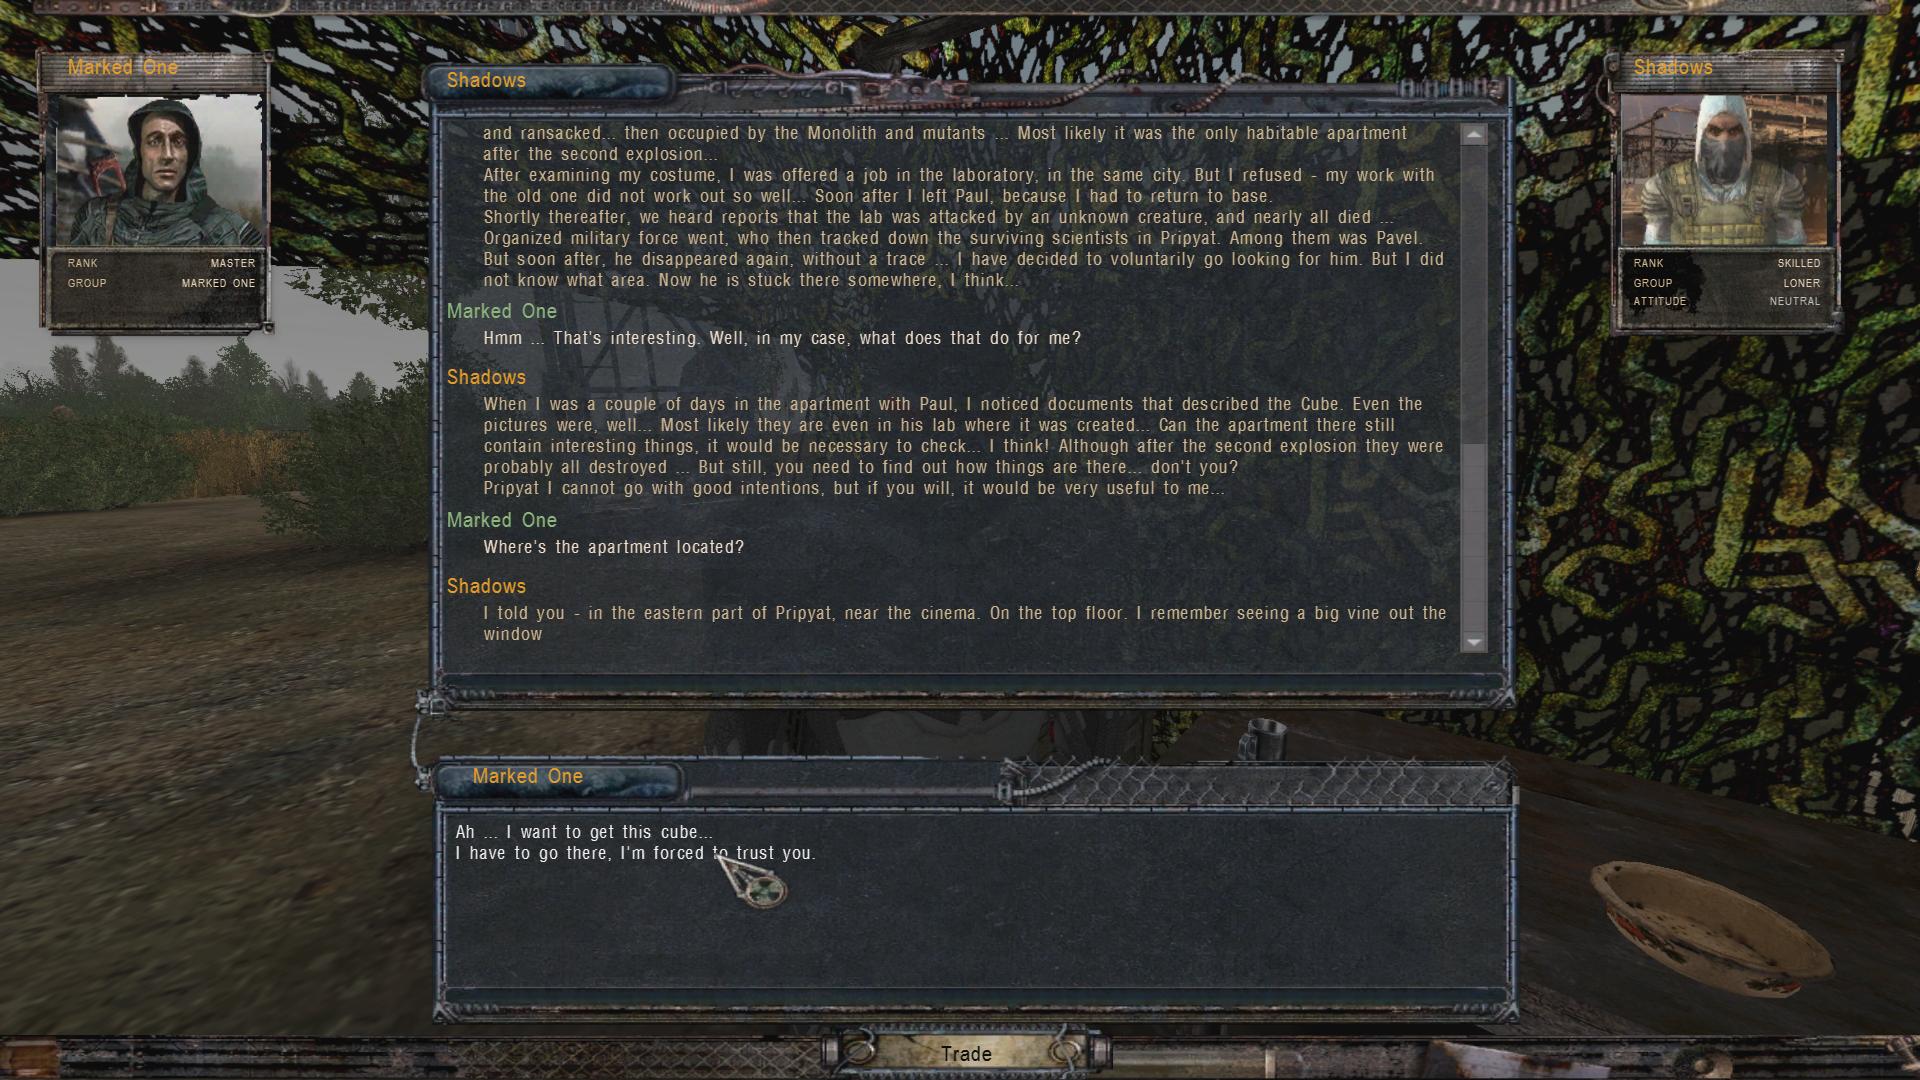 Marked One
RANK MASTER
GROUP MARKED ONE
Shadows
and ransacked... then occupied by the Monolith and mutants ... Most likely it was the only habitable apartment
after the second explosion...
After examining my costume, I was offered a job in the laboratory, in the same city. But I refused - my work with
the old one did not work out so well... Soon after I left Paul, because I had to return to base.
Shortly thereafter, we heard reports that the lab was attacked by an unknown creature, and nearly all died ...
Organized military force went, who then tracked down the surviving scientists in Pripyat. Among them was Pavel.
But soon after, he disappeared again, without a trace ... I have decided to voluntarily go looking for him. But I did
not know what area. Now he is stuck there somewhere, I think...
Marked One
Hmm ... That's interesting. Well, in my case, what does that do for me?
Shadows
When I was a couple of days in the apartment with Paul, I noticed documents that described the Cube. Even the
pictures were, well... Most likely they are even in his lab where it was created... Can the apartment there still
contain interesting things, it would be necessary to check... I think! Although after the second explosion they were
probably all destroyed ... But still, you need to find out how things are there... don't you?
Pripyat I cannot go with good intentions, but if you will, it would be very useful to me...
Marked One
Where's the apartment located?
Shadows
I told you - in the eastern part of Pripyat, near the cinema. On the top floor. I remember seeing a big vine out the
window
Shadows
RANK SKILLED
GROUP LONER
ATTITUDE NEUTRAL
Marked One
Ah ... I want to get this cube...
I have to go there, I'm forced to trust you.
Trade